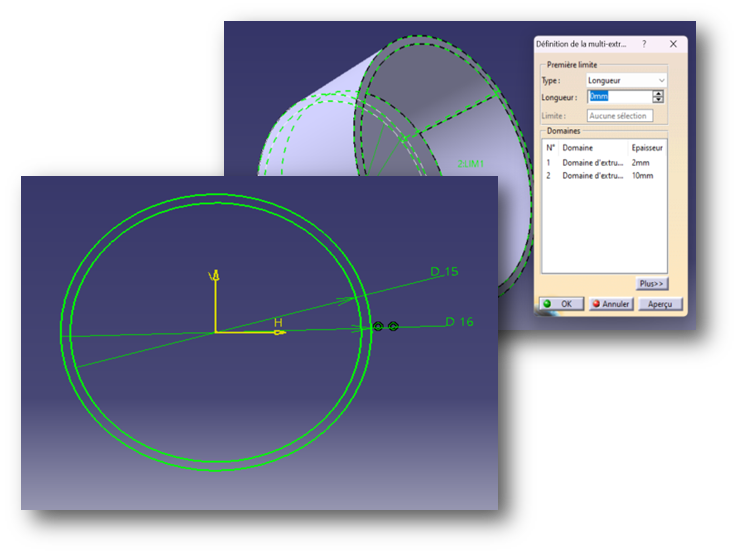 Définition de la multi-extr... ? X
Première limite
Type : Longueur
Longueur : 0mm
Limite : Aucune sélection
Domaines
N° Domaine Epaisseur
1 Domaine d'extru... 2mm
2 Domaine d'extru... 10mm
Plus>>
OK Annuler Aperçu
2LIM1
D 15
D 16
V
H